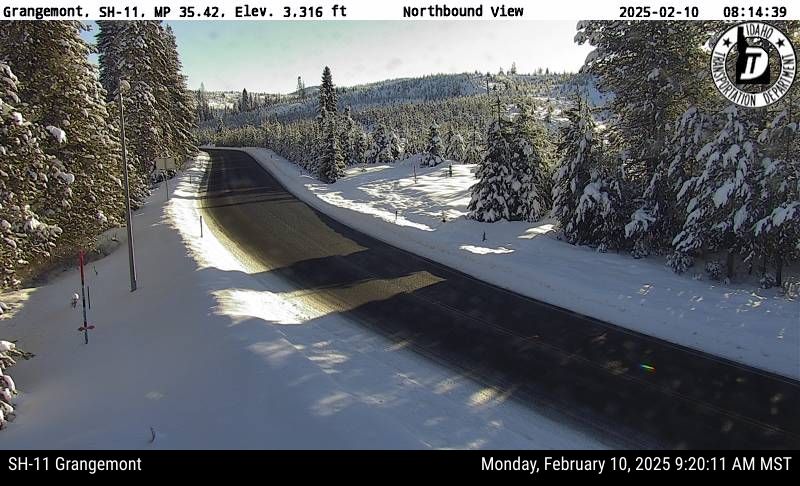 Grangemont, SH-11, MP 35.42, Elev. 3,316 ft Northbound View 2025-02-10 08:14:39
IDAHO
TRANSPORTATION DEPARTMENT
SH-11 Grangemont Monday, February 10, 2025 9:20:11 AM MST